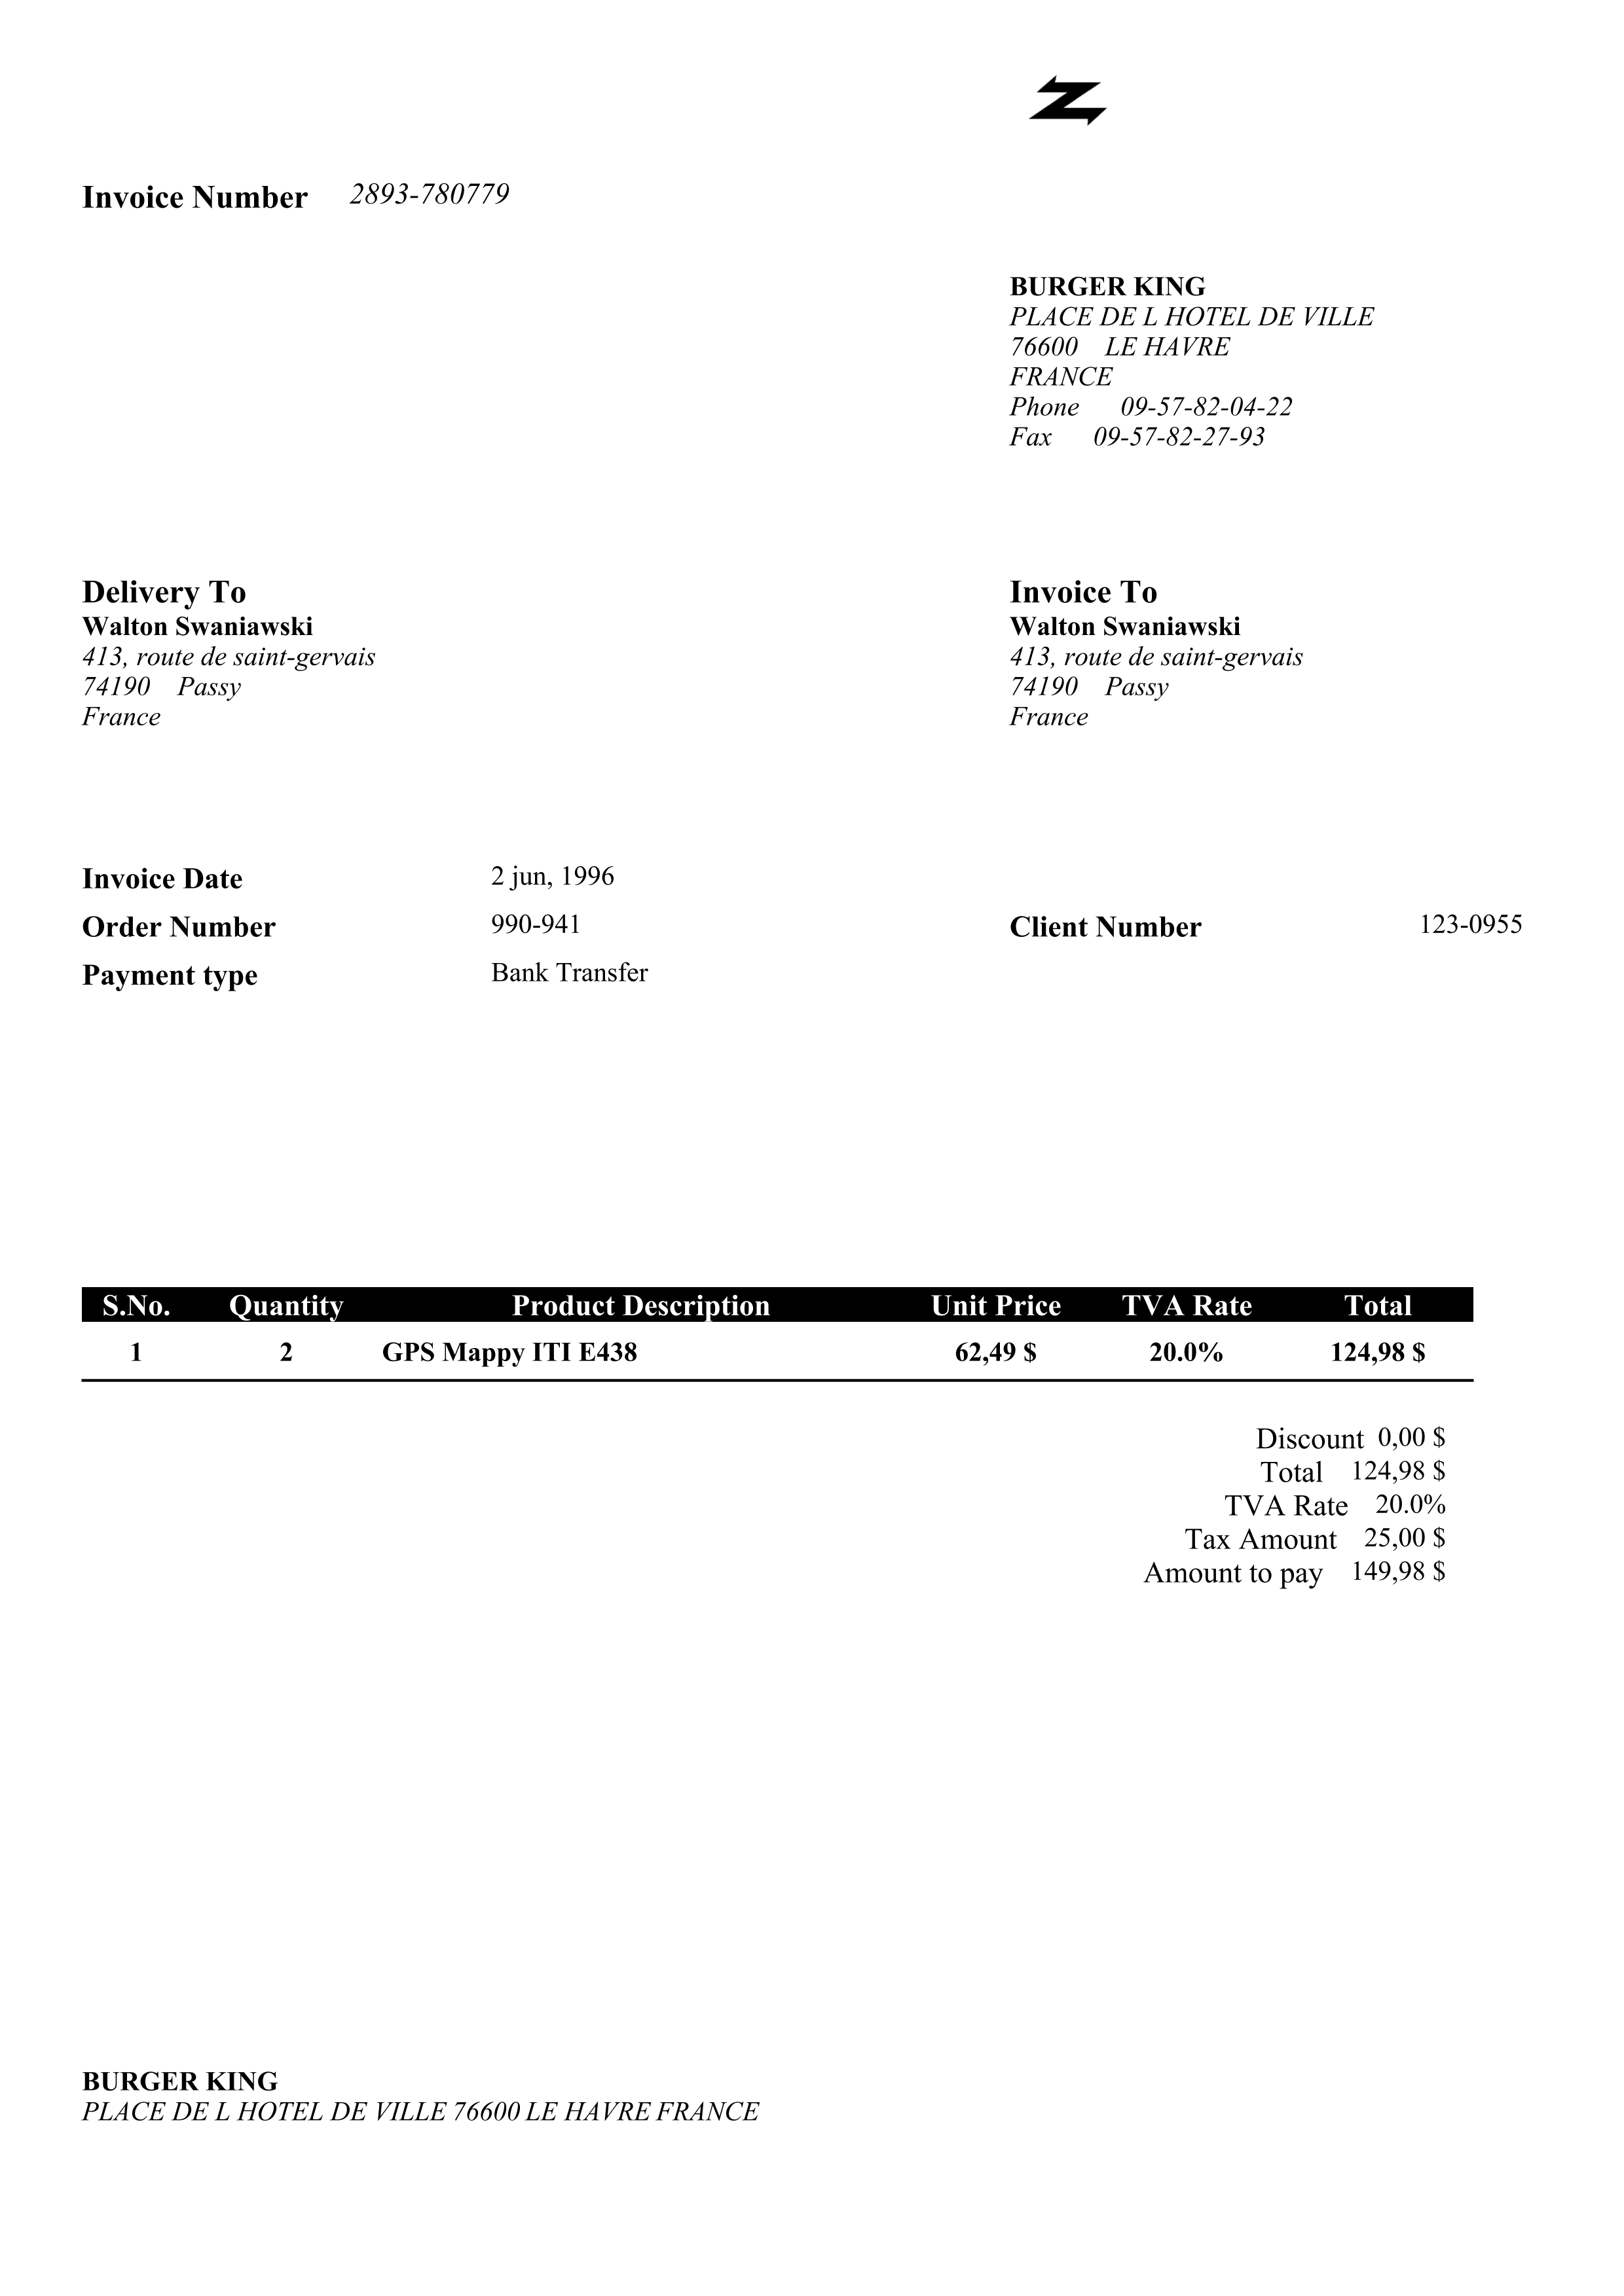 Invoice Number 2893-780779
BURGER KING
PLACE DE L HOTEL DE VILLE
76600 LE HAVRE
FRANCE
Phone 09-57-82-04-22
Fax 09-57-82-27-93
Delivery To
Walton Swaniawski
413, route de saint-gervais
74190 Passy
France
Invoice To
Walton Swaniawski
413, route de saint-gervais
74190 Passy
France
Invoice Date 2 jun, 1996
Order Number 990-941 Client Number 123-0955
Payment type Bank Transfer
S.No. Quantity Product Description Unit Price TVA Rate Total
1 2 GPS Mappy ITI E438 62,49 $ 20.0% 124,98 $
Discount 0,00 $
Total 124,98 $
TVA Rate 20.0%
Tax Amount 25,00 $
Amount to pay 149,98 $
BURGER KING
PLACE DE L HOTEL DE VILLE 76600 LE HAVRE FRANCE